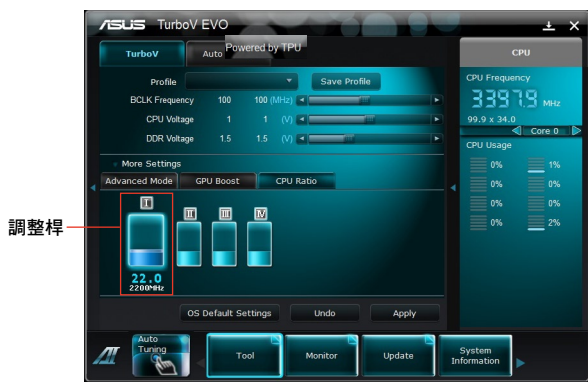 ASUS TurboV EVO
Powered by TPU
TurboV
Auto
CPU
Profile
Save Profile
BCLK Frequency 100 100 (MHz)
CPU Voltage 1 1 (V)
DDR Voltage 1.5 1.5 (V)
CPU Frequency
3397.9 MHz
99.9 x 34.0
Core 0
CPU Usage
0% 1%
0% 0%
0% 0%
0% 2%
More Settings
Advanced Mode GPU Boost CPU Ratio
I II III IV
調整桿
22.0
2200MHz
OS Default Settings Undo Apply
Auto Tuning
Tool
Monitor
Update
System Information